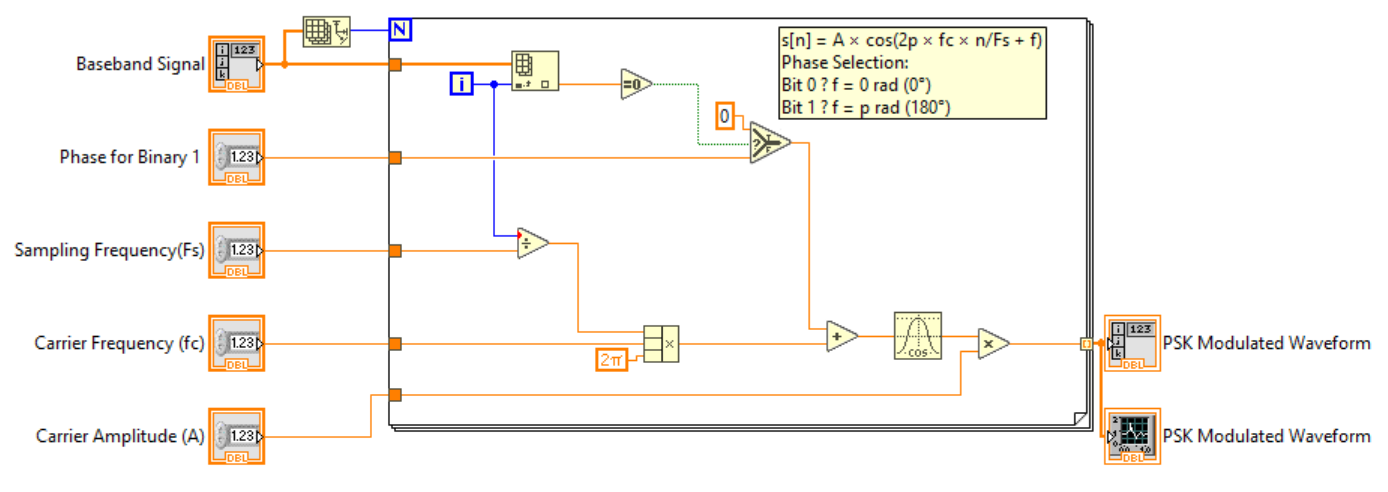 N
s[n] = A × cos(2p × fc × n/Fs + f)
Phase Selection:
Bit 0 ? f = 0 rad (0°)
Bit 1 ? f = p rad (180°)
Baseband Signal
i 123
j
k
DBL
i
=0
0
?
T
F
Phase for Binary 1
1.23
DBL
Sampling Frequency(Fs)
1.23
DBL
÷
Carrier Frequency (fc)
1.23
DBL
2π
×
+
cos
×
i 123
j
k
DBL
PSK Modulated Waveform
Carrier Amplitude (A)
1.23
DBL
DBL
PSK Modulated Waveform